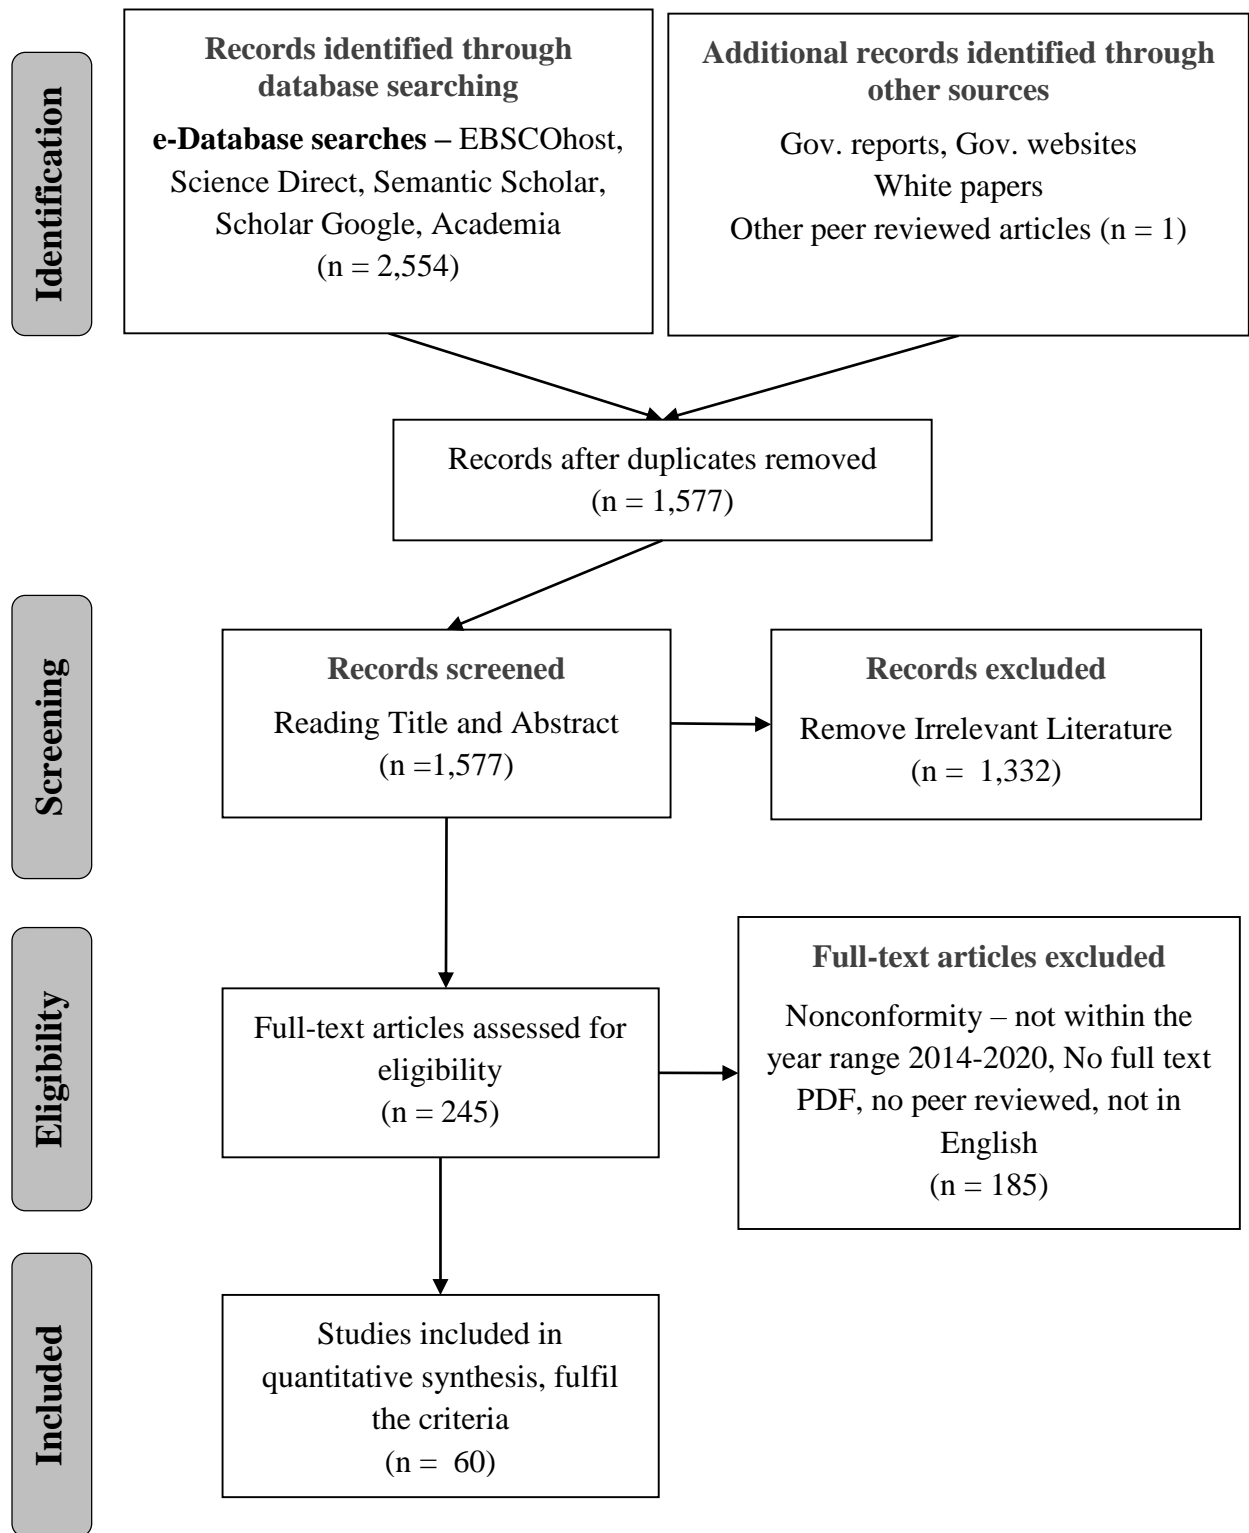 Identification
Records identified through
database searching
e-Database searches – EBSCOhost,
Science Direct, Semantic Scholar,
Scholar Google, Academia
(n = 2,554)
Additional records identified through
other sources
Gov. reports, Gov. websites
White papers
Other peer reviewed articles (n = 1)
Records after duplicates removed
(n = 1,577)
Screening
Records screened
Reading Title and Abstract
(n =1,577)
Records excluded
Remove Irrelevant Literature
(n =  1,332)
Eligibility
Full-text articles assessed for
eligibility
(n = 245)
Full-text articles excluded
Nonconformity – not within the
year range 2014-2020, No full text
PDF, no peer reviewed, not in
English
(n = 185)
Included
Studies included in
quantitative synthesis, fulfil
the criteria
(n =  60)